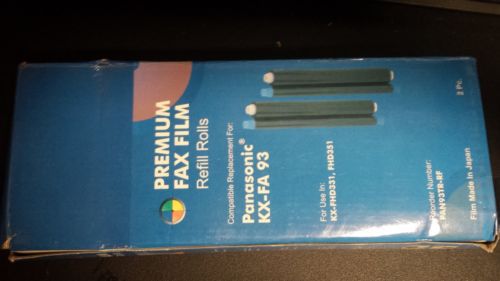 PREMIUM
FAX FILM
Refill Rolls
Compatible Replacement For:
Panasonic®
KX-FA 93
For Use In:
KX-FHD331, FHD351
Reorder Number:
PAN93TR-RF
Film Made In Japan
2 Pc.